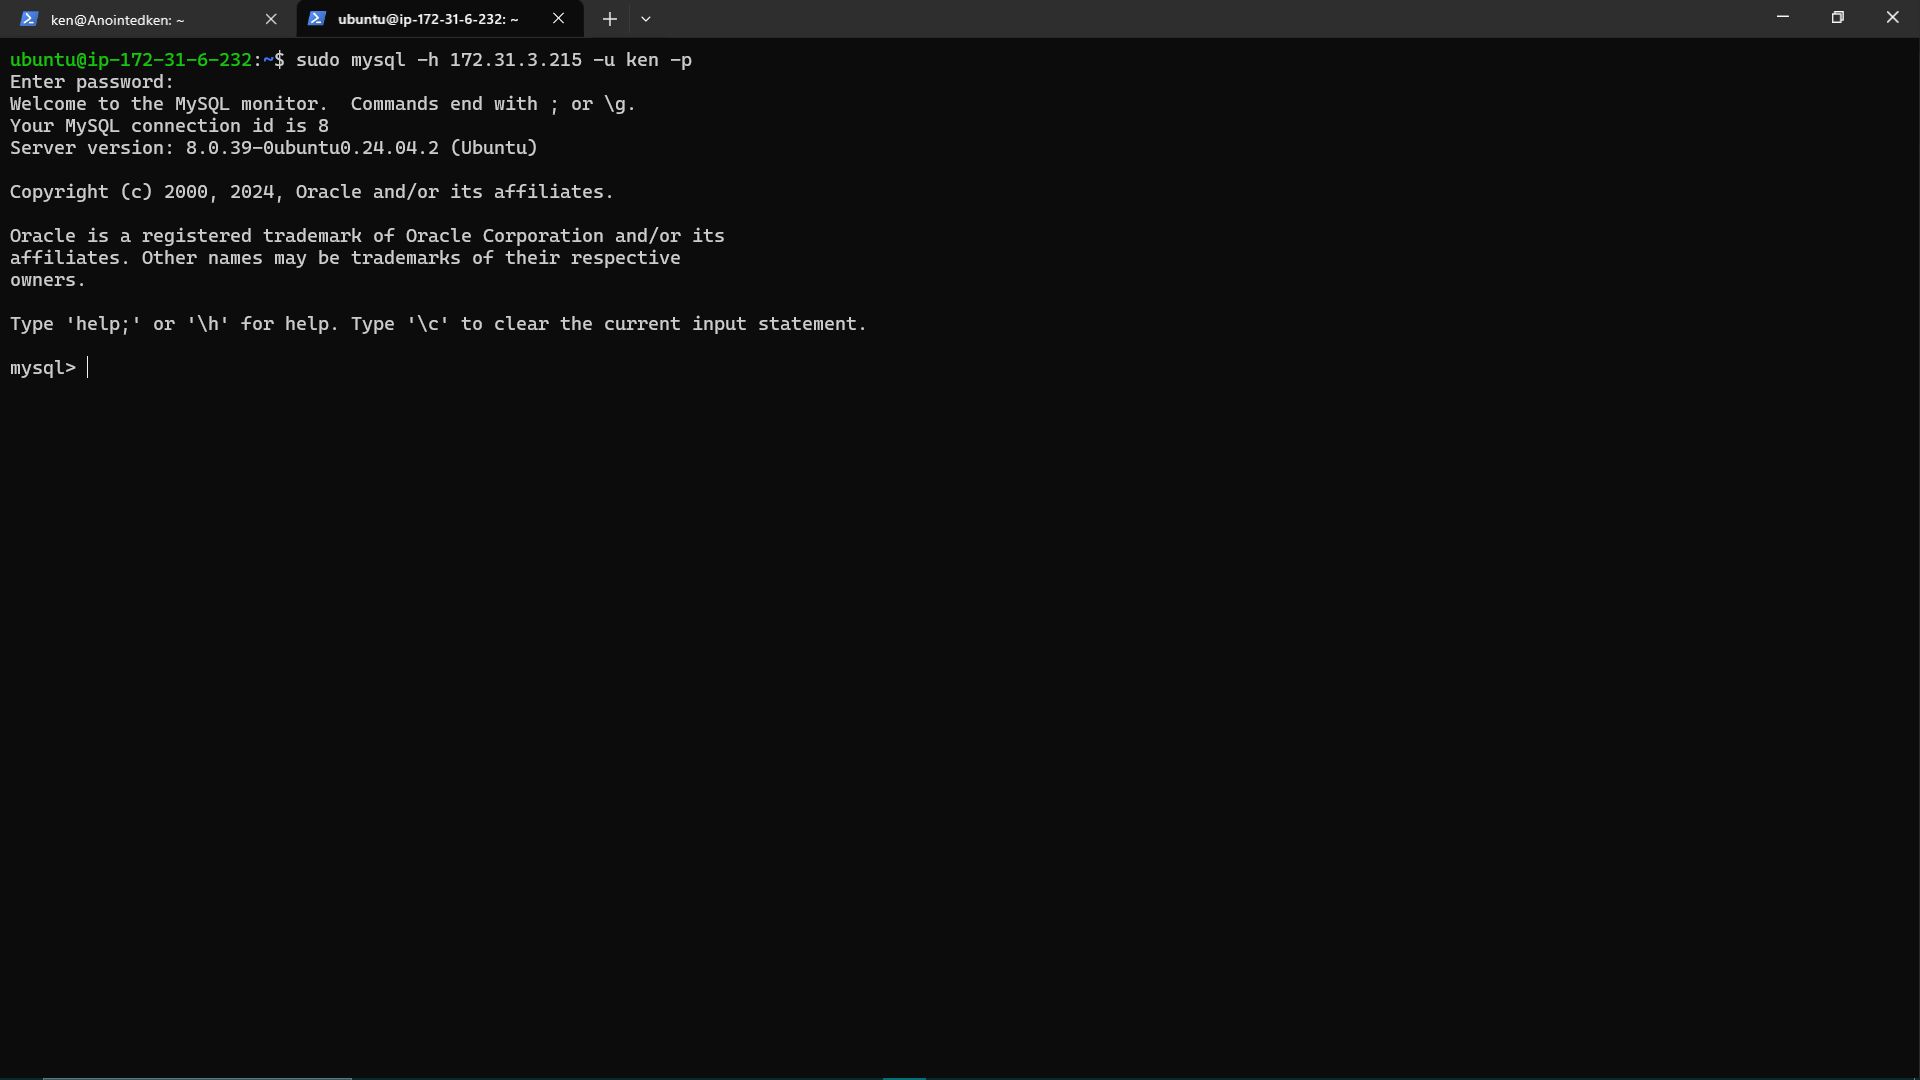 ken@Anointedken: ~
ubuntu@ip-172-31-6-232: ~
ubuntu@ip-172-31-6-232:~$ sudo mysql -h 172.31.3.215 -u ken -p
Enter password:
Welcome to the MySQL monitor.  Commands end with ; or \g.
Your MySQL connection id is 8
Server version: 8.0.39-0ubuntu0.24.04.2 (Ubuntu)
Copyright (c) 2000, 2024, Oracle and/or its affiliates.
Oracle is a registered trademark of Oracle Corporation and/or its
affiliates. Other names may be trademarks of their respective
owners.
Type 'help;' or '\h' for help. Type '\c' to clear the current input statement.
mysql>